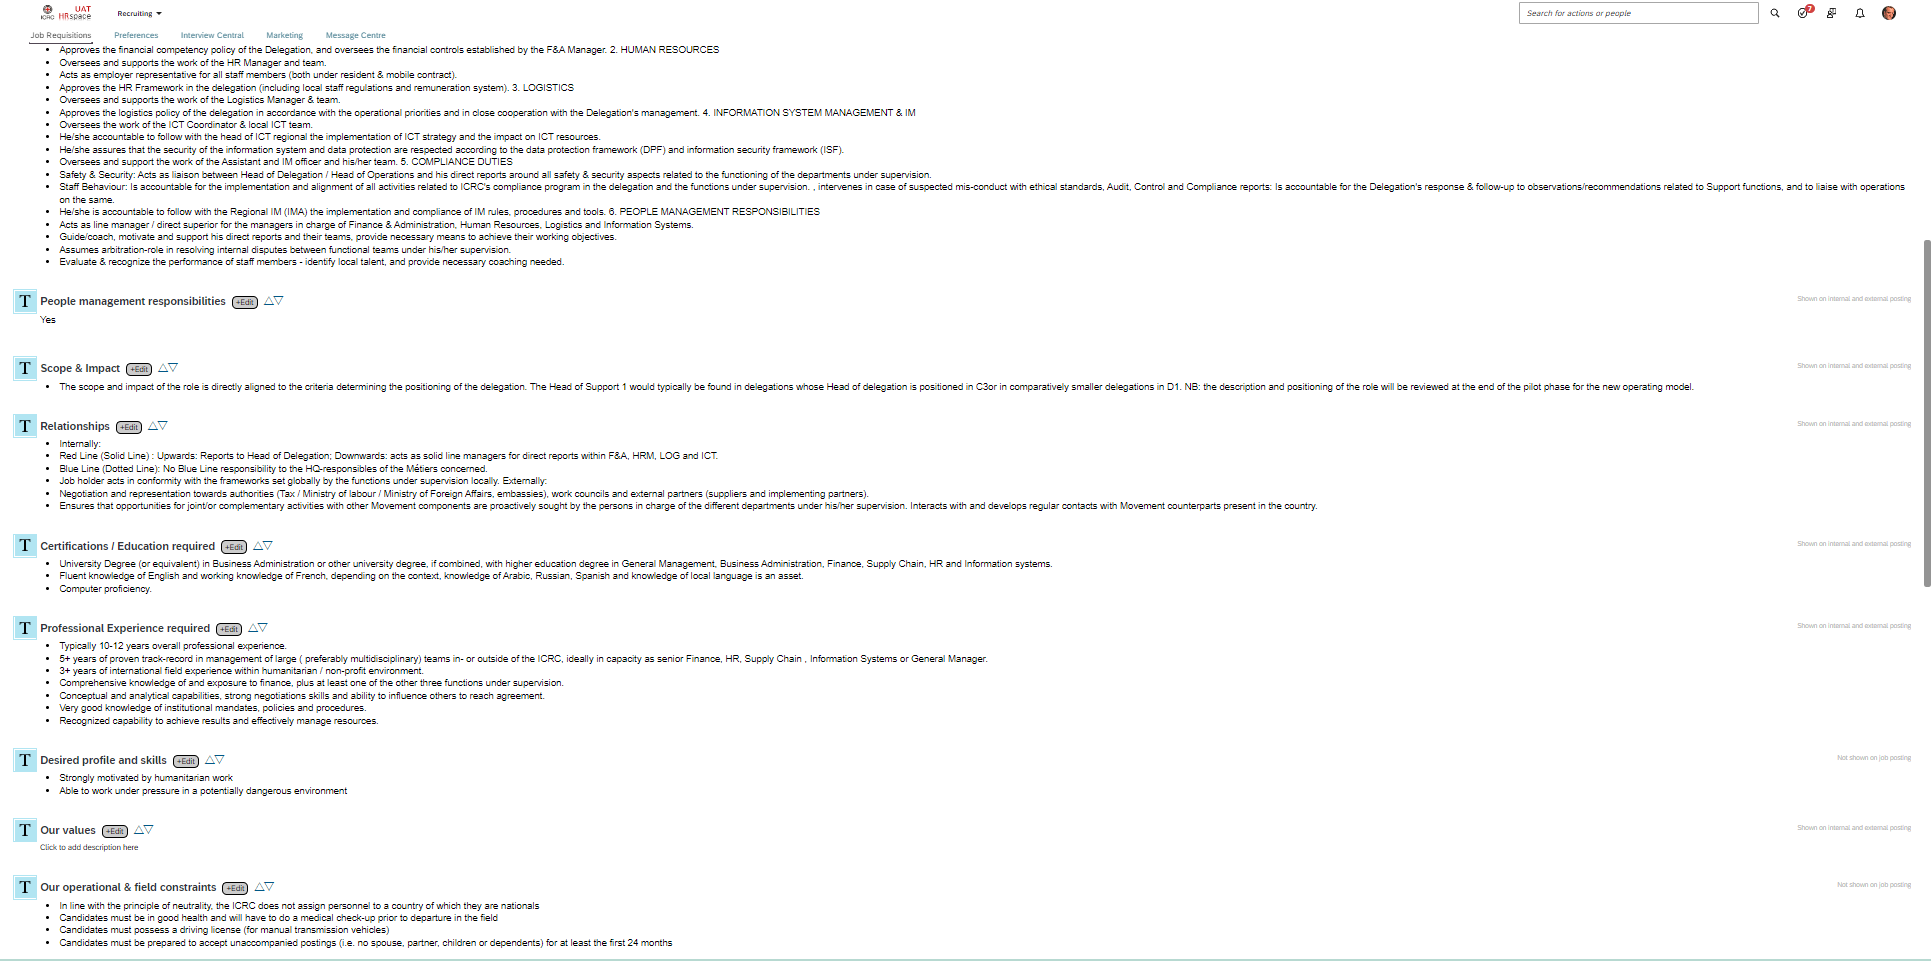 ICRC
UAT
HRspace
Recruiting
Search for actions or people
7
Job Requisitions
Preferences
Interview Central
Marketing
Message Centre
Approves the financial competency policy of the Delegation, and oversees the financial controls established by the F&A Manager. 2. HUMAN RESOURCES
Oversees and supports the work of the HR Manager and team.
Acts as employer representative for all staff members (both under resident & mobile contract).
Approves the HR Framework in the delegation (including local staff regulations and remuneration system). 3. LOGISTICS
Oversees and supports the work of the Logistics Manager & team.
Approves the logistics policy of the delegation in accordance with the operational priorities and in close cooperation with the Delegation's management. 4. INFORMATION SYSTEM MANAGEMENT & IM
Oversees the work of the ICT Coordinator & local ICT team.
He/she accountable to follow with the head of ICT regional the implementation of ICT strategy and the impact on ICT resources.
He/she assures that the security of the information system and data protection are respected according to the data protection framework (DPF) and information security framework (ISF).
Oversees and support the work of the Assistant and IM officer and his/her team. 5. COMPLIANCE DUTIES
Safety & Security: Acts as liaison between Head of Delegation / Head of Operations and his direct reports around all safety & security aspects related to the functioning of the departments under supervision.
Staff Behaviour: Is accountable for the implementation and alignment of all activities related to ICRC's compliance program in the delegation and the functions under supervision. , intervenes in case of suspected mis-conduct with ethical standards, Audit, Control and Compliance reports: Is accountable for the Delegation's response & follow-up to observations/recommendations related to Support functions, and to liaise with operations
on the same.
He/she is accountable to follow with the Regional IM (IMA) the implementation and compliance of IM rules, procedures and tools. 6. PEOPLE MANAGEMENT RESPONSIBILITIES
Acts as line manager / direct superior for the managers in charge of Finance & Administration, Human Resources, Logistics and Information Systems.
Guide/coach, motivate and support his direct reports and their teams, provide necessary means to achieve their working objectives.
Assumes arbitration-role in resolving internal disputes between functional teams under his/her supervision.
Evaluate & recognize the performance of staff members - identify local talent, and provide necessary coaching needed.
T People management responsibilities +Edit
Shown on internal and external posting
Yes
T Scope & Impact +Edit
Shown on internal and external posting
The scope and impact of the role is directly aligned to the criteria determining the positioning of the delegation. The Head of Support 1 would typically be found in delegations whose Head of delegation is positioned in C3or in comparatively smaller delegations in D1. NB: the description and positioning of the role will be reviewed at the end of the pilot phase for the new operating model.
T Relationships +Edit
Shown on internal and external posting
Internally:
Red Line (Solid Line) : Upwards: Reports to Head of Delegation; Downwards: acts as solid line managers for direct reports within F&A, HRM, LOG and ICT.
Blue Line (Dotted Line): No Blue Line responsibility to the HQ-responsibles of the Métiers concerned.
Job holder acts in conformity with the frameworks set globally by the functions under supervision locally. Externally:
Negotiation and representation towards authorities (Tax / Ministry of labour / Ministry of Foreign Affairs, embassies), work councils and external partners (suppliers and implementing partners).
Ensures that opportunities for joint/or complementary activities with other Movement components are proactively sought by the persons in charge of the different departments under his/her supervision. Interacts with and develops regular contacts with Movement counterparts present in the country.
T Certifications / Education required +Edit
Shown on internal and external posting
University Degree (or equivalent) in Business Administration or other university degree, if combined, with higher education degree in General Management, Business Administration, Finance, Supply Chain, HR and Information systems.
Fluent knowledge of English and working knowledge of French, depending on the context, knowledge of Arabic, Russian, Spanish and knowledge of local language is an asset.
Computer proficiency.
T Professional Experience required +Edit
Shown on internal and external posting
Typically 10-12 years overall professional experience.
5+ years of proven track-record in management of large ( preferably multidisciplinary) teams in- or outside of the ICRC, ideally in capacity as senior Finance, HR, Supply Chain , Information Systems or General Manager.
3+ years of international field experience within humanitarian / non-profit environment.
Comprehensive knowledge of and exposure to finance, plus at least one of the other three functions under supervision.
Conceptual and analytical capabilities, strong negotiations skills and ability to influence others to reach agreement.
Very good knowledge of institutional mandates, policies and procedures.
Recognized capability to achieve results and effectively manage resources.
T Desired profile and skills +Edit
Not shown on job posting
Strongly motivated by humanitarian work
Able to work under pressure in a potentially dangerous environment
T Our values +Edit
Shown on internal and external posting
Click to add description here
T Our operational & field constraints +Edit
Not shown on job posting
In line with the principle of neutrality, the ICRC does not assign personnel to a country of which they are nationals
Candidates must be in good health and will have to do a medical check-up prior to departure in the field
Candidates must possess a driving license (for manual transmission vehicles)
Candidates must be prepared to accept unaccompanied postings (i.e. no spouse, partner, children or dependents) for at least the first 24 months